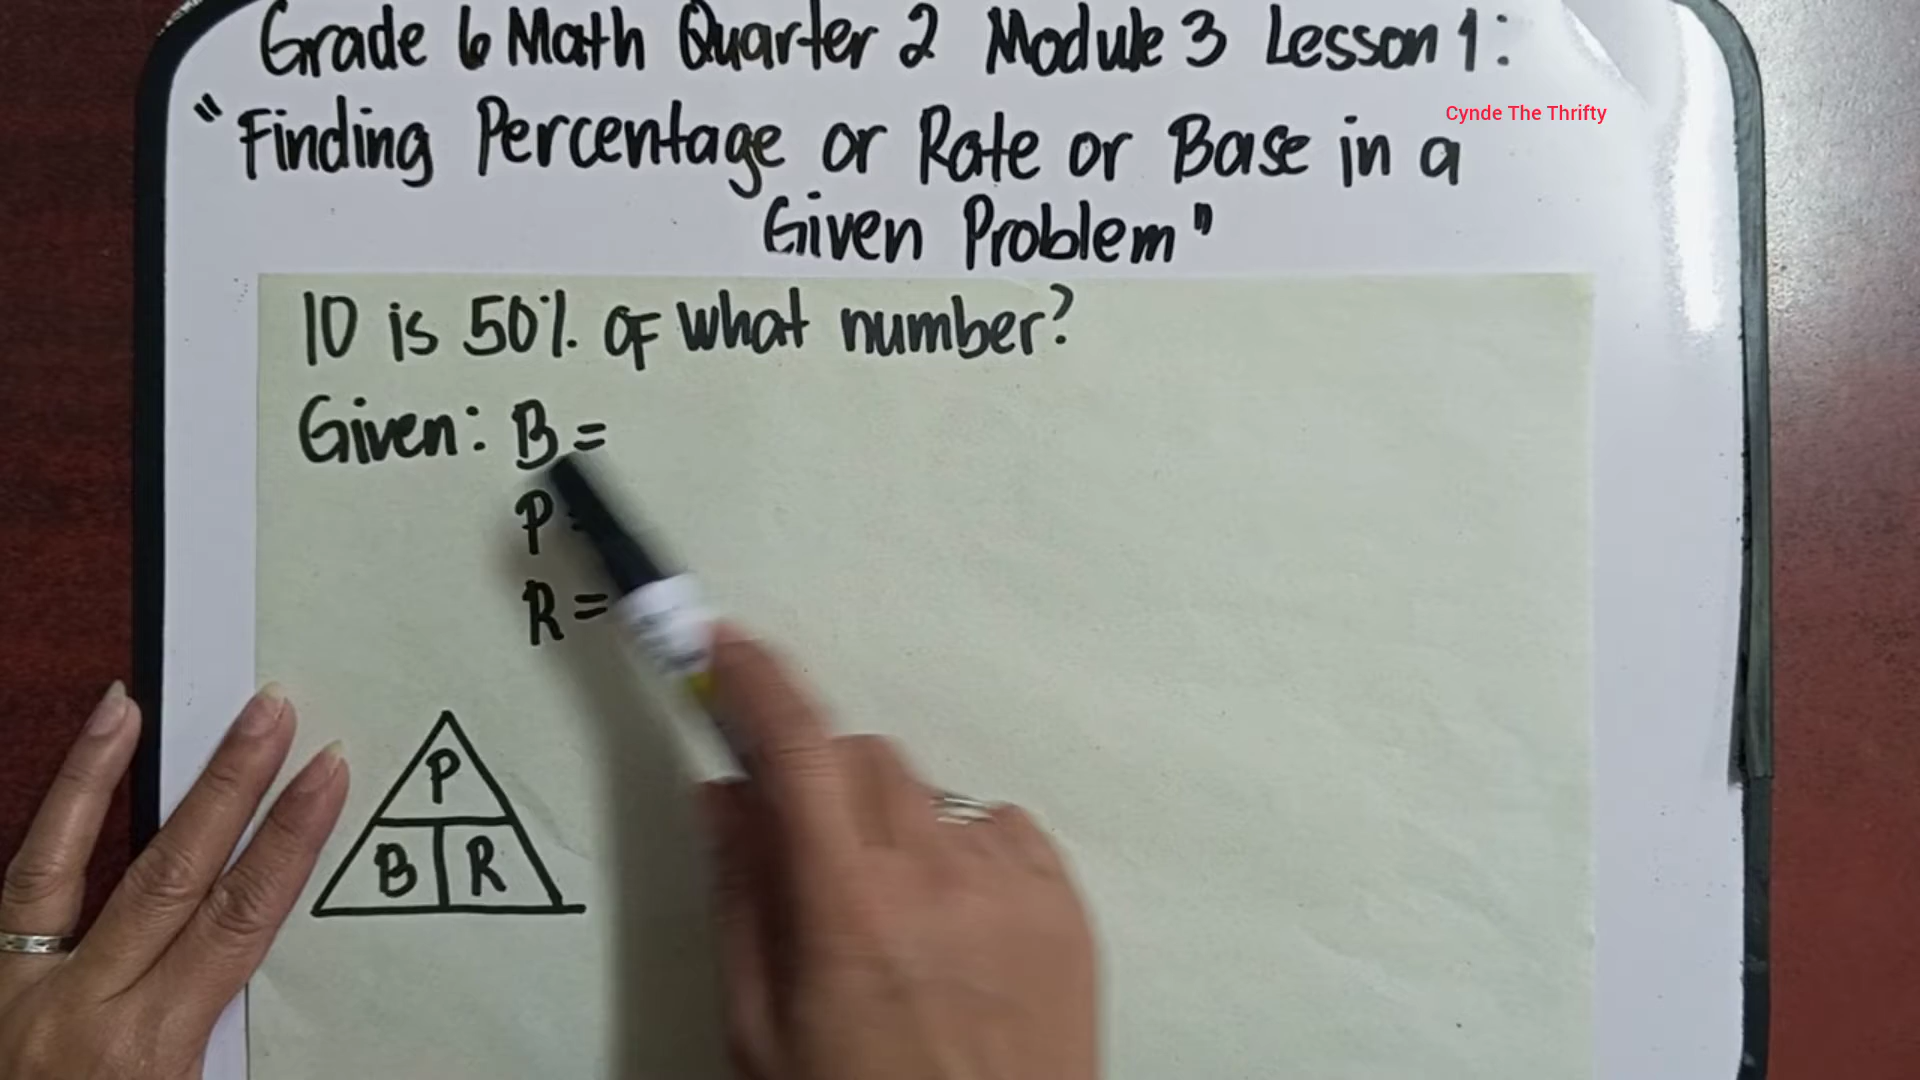 Grade 6 Math Quarter 2 Module 3 Lesson 1:
Cynde The Thrifty
"Finding Percentage or Rate or Base in a
Given Problem"
10 is 50% of what number?
Given: B=
P=
R=
P
B R